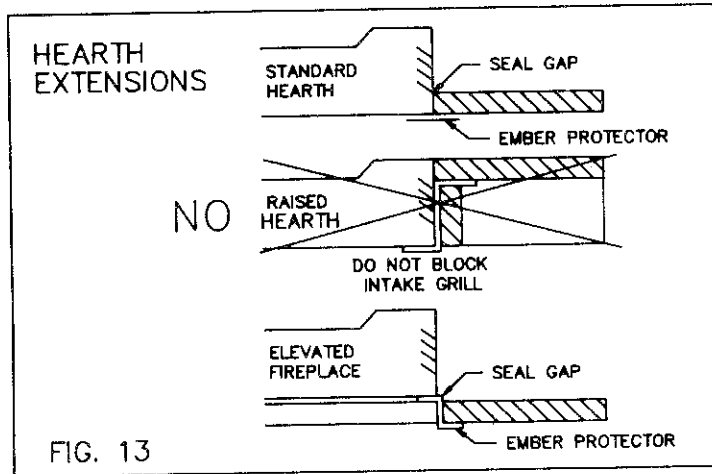 HEARTH
EXTENSIONS
STANDARD
HEARTH
SEAL GAP
EMBER PROTECTOR
NO
RAISED
HEARTH
DO NOT BLOCK
INTAKE GRILL
ELEVATED
FIREPLACE
SEAL GAP
EMBER PROTECTOR
FIG. 13